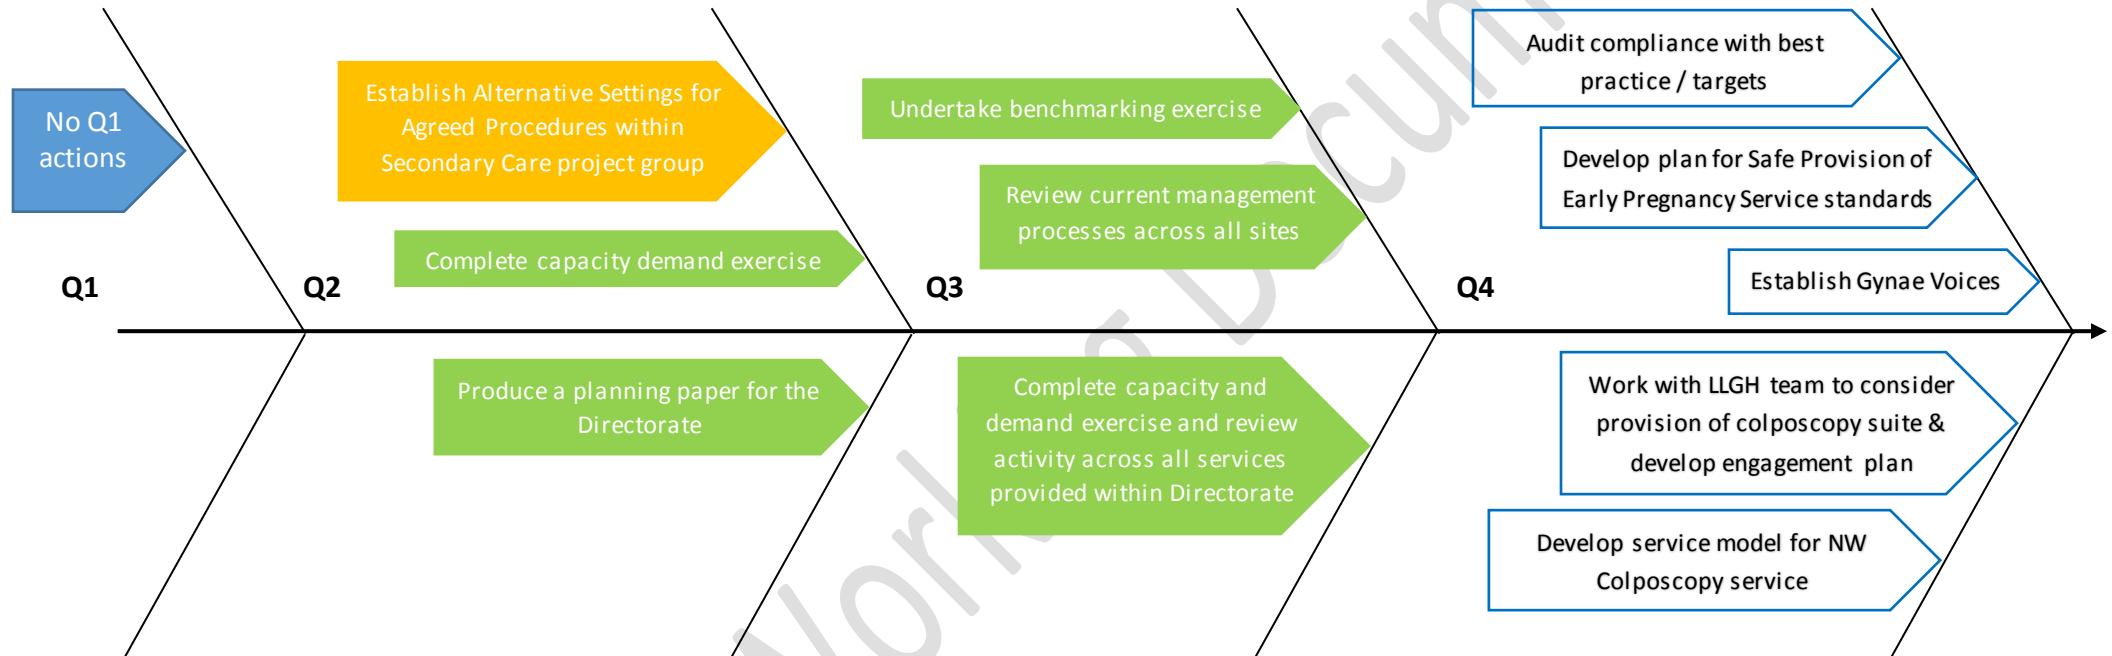 No Q1
actions
Q1
Establish Alternative Settings for
Agreed Procedures within
Secondary Care project group
Complete capacity demand exercise
Q2
Produce a planning paper for the
Directorate
Undertake benchmarking exercise
Review current management
processes across all sites
Q3
Complete capacity and
demand exercise and review
activity across all services
provided within Directorate
Audit compliance with best
practice / targets
Develop plan for Safe Provision of
Early Pregnancy Service standards
Establish Gynae Voices
Q4
Work with LLGH team to consider
provision of colposcopy suite &
develop engagement plan
Develop service model for NW
Colposcopy service